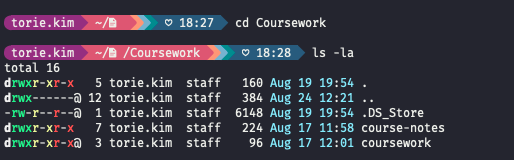 torie.kim ~/ 18:27 cd Coursework
torie.kim ~/ /Coursework 18:28 ls -la
total 16
drwxr-xr-x 5 torie.kim staff 160 Aug 19 19:54 .
drwx------@ 12 torie.kim staff 384 Aug 24 12:21 ..
-rw-r--r--@ 1 torie.kim staff 6148 Aug 19 19:54 .DS_Store
drwxr-xr-x 7 torie.kim staff 224 Aug 17 11:58 course-notes
drwxr-xr-x@ 3 torie.kim staff 96 Aug 17 12:01 coursework